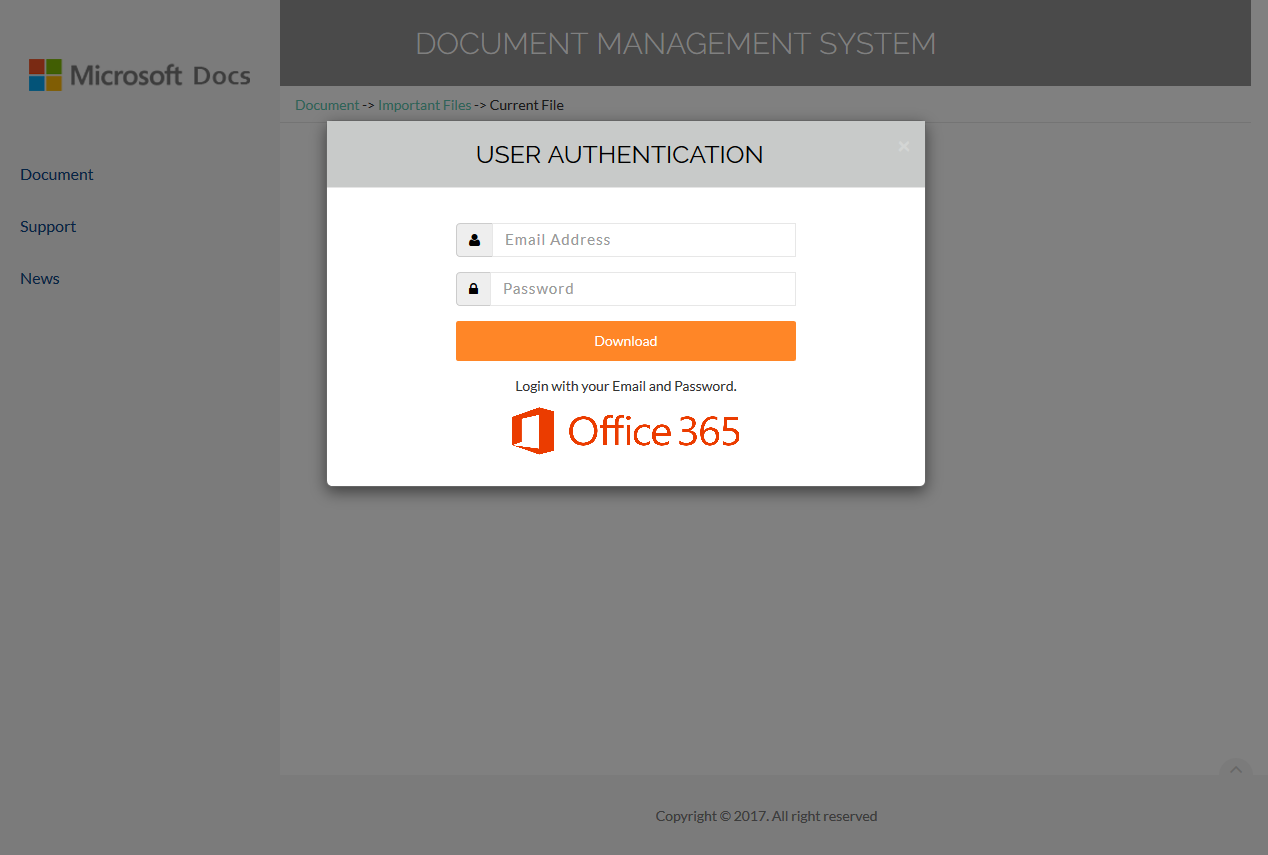 DOCUMENT MANAGEMENT SYSTEM
Microsoft Docs
Document -> Important Files -> Current File
Document
Support
News
USER AUTHENTICATION
×
Email Address
Password
Download
Login with your Email and Password.
Office 365
Copyright © 2017. All right reserved